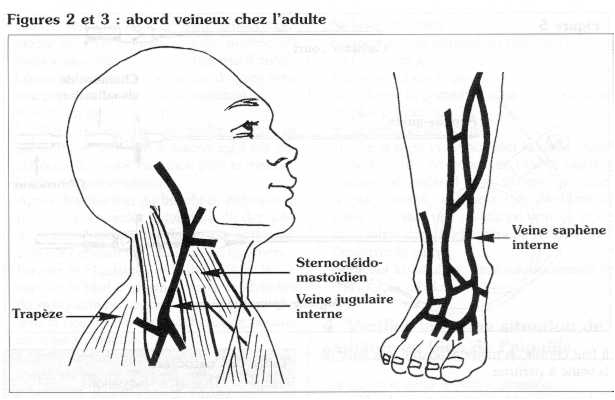 Figures 2 et 3 : abord veineux chez l'adulte
Sternocléido-
mastoïdien
Veine jugulaire
interne
Trapèze
Veine saphène
interne